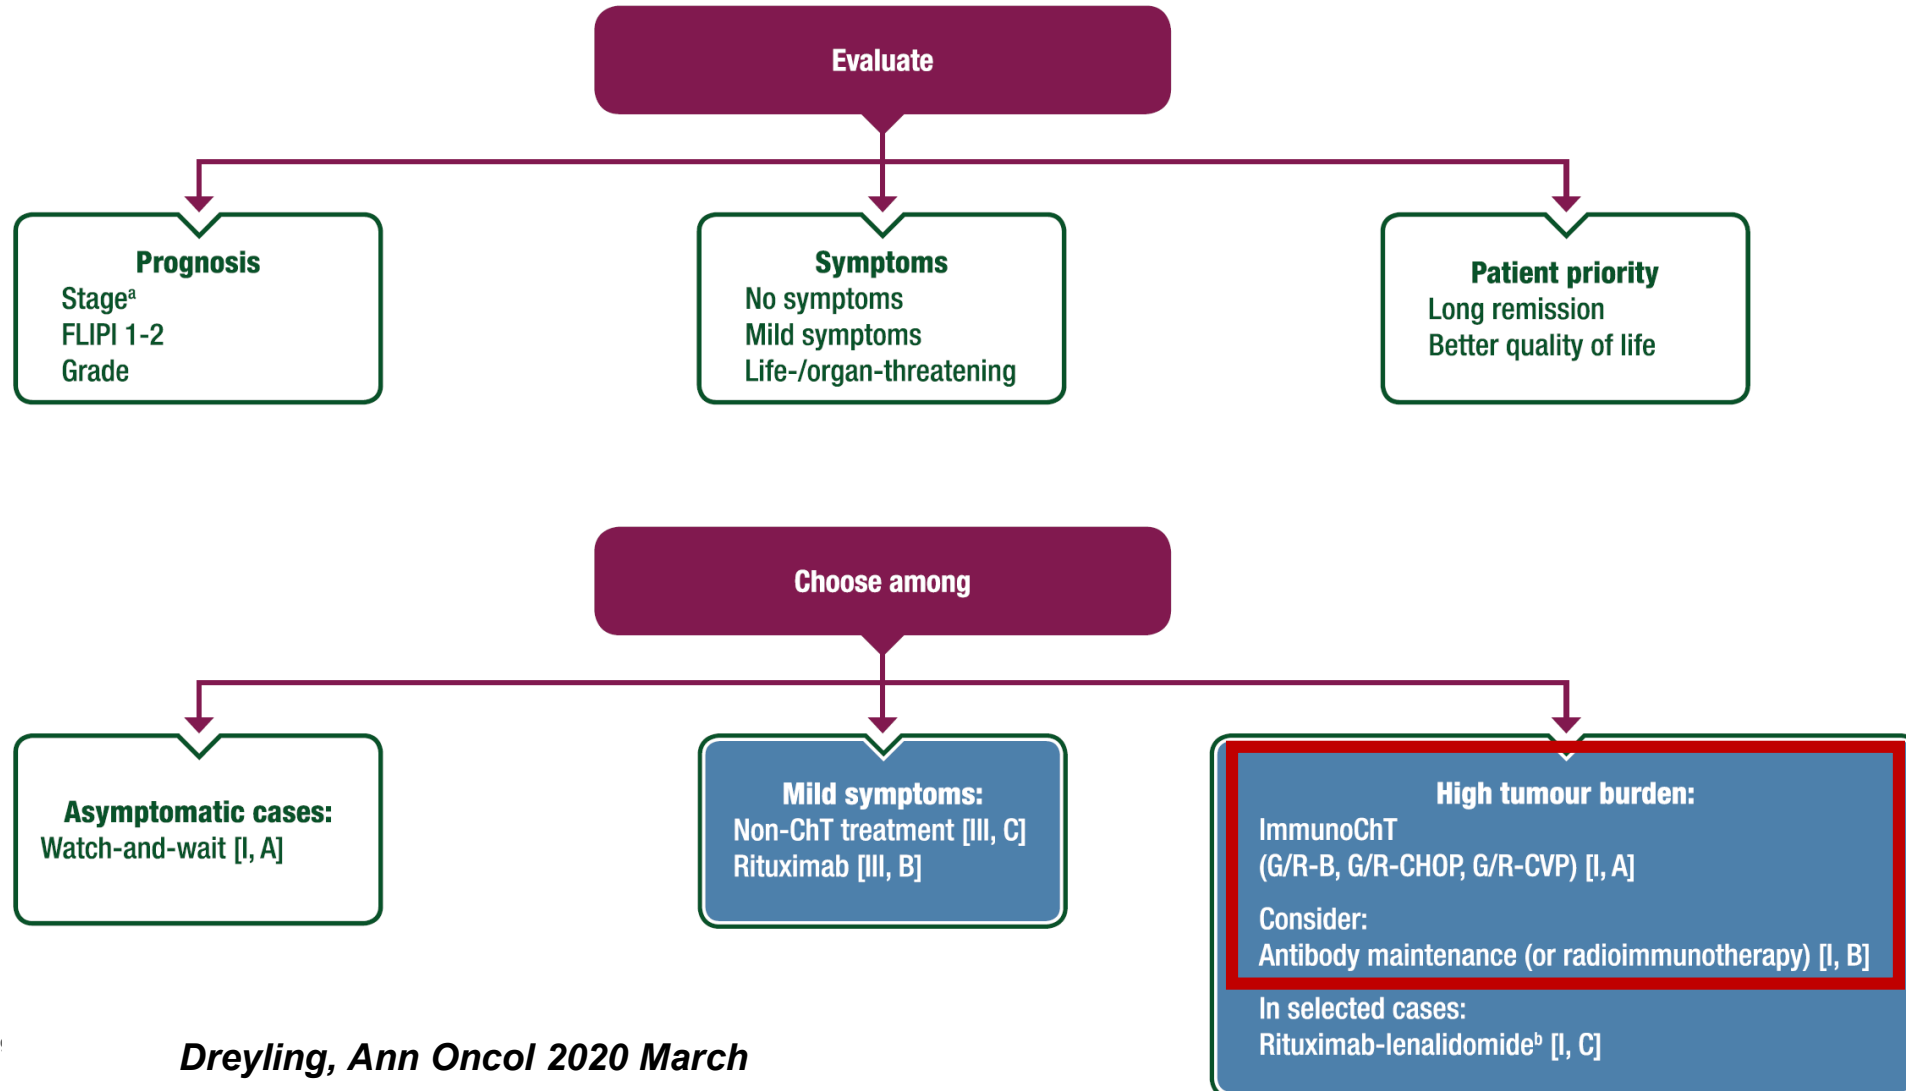 Evaluate
Prognosis
Stageᵃ
FLIPI 1-2
Grade
Symptoms
No symptoms
Mild symptoms
Life-/organ-threatening
Patient priority
Long remission
Better quality of life
Choose among
Asymptomatic cases:
Watch-and-wait [I, A]
Mild symptoms:
Non-ChT treatment [III, C]
Rituximab [III, B]
High tumour burden:
ImmunoChT
(G/R-B, G/R-CHOP, G/R-CVP) [I, A]
Consider:
Antibody maintenance (or radioimmunotherapy) [I, B]
In selected cases:
Rituximab-lenalidomideᵇ [I, C]
Dreyling, Ann Oncol 2020 March